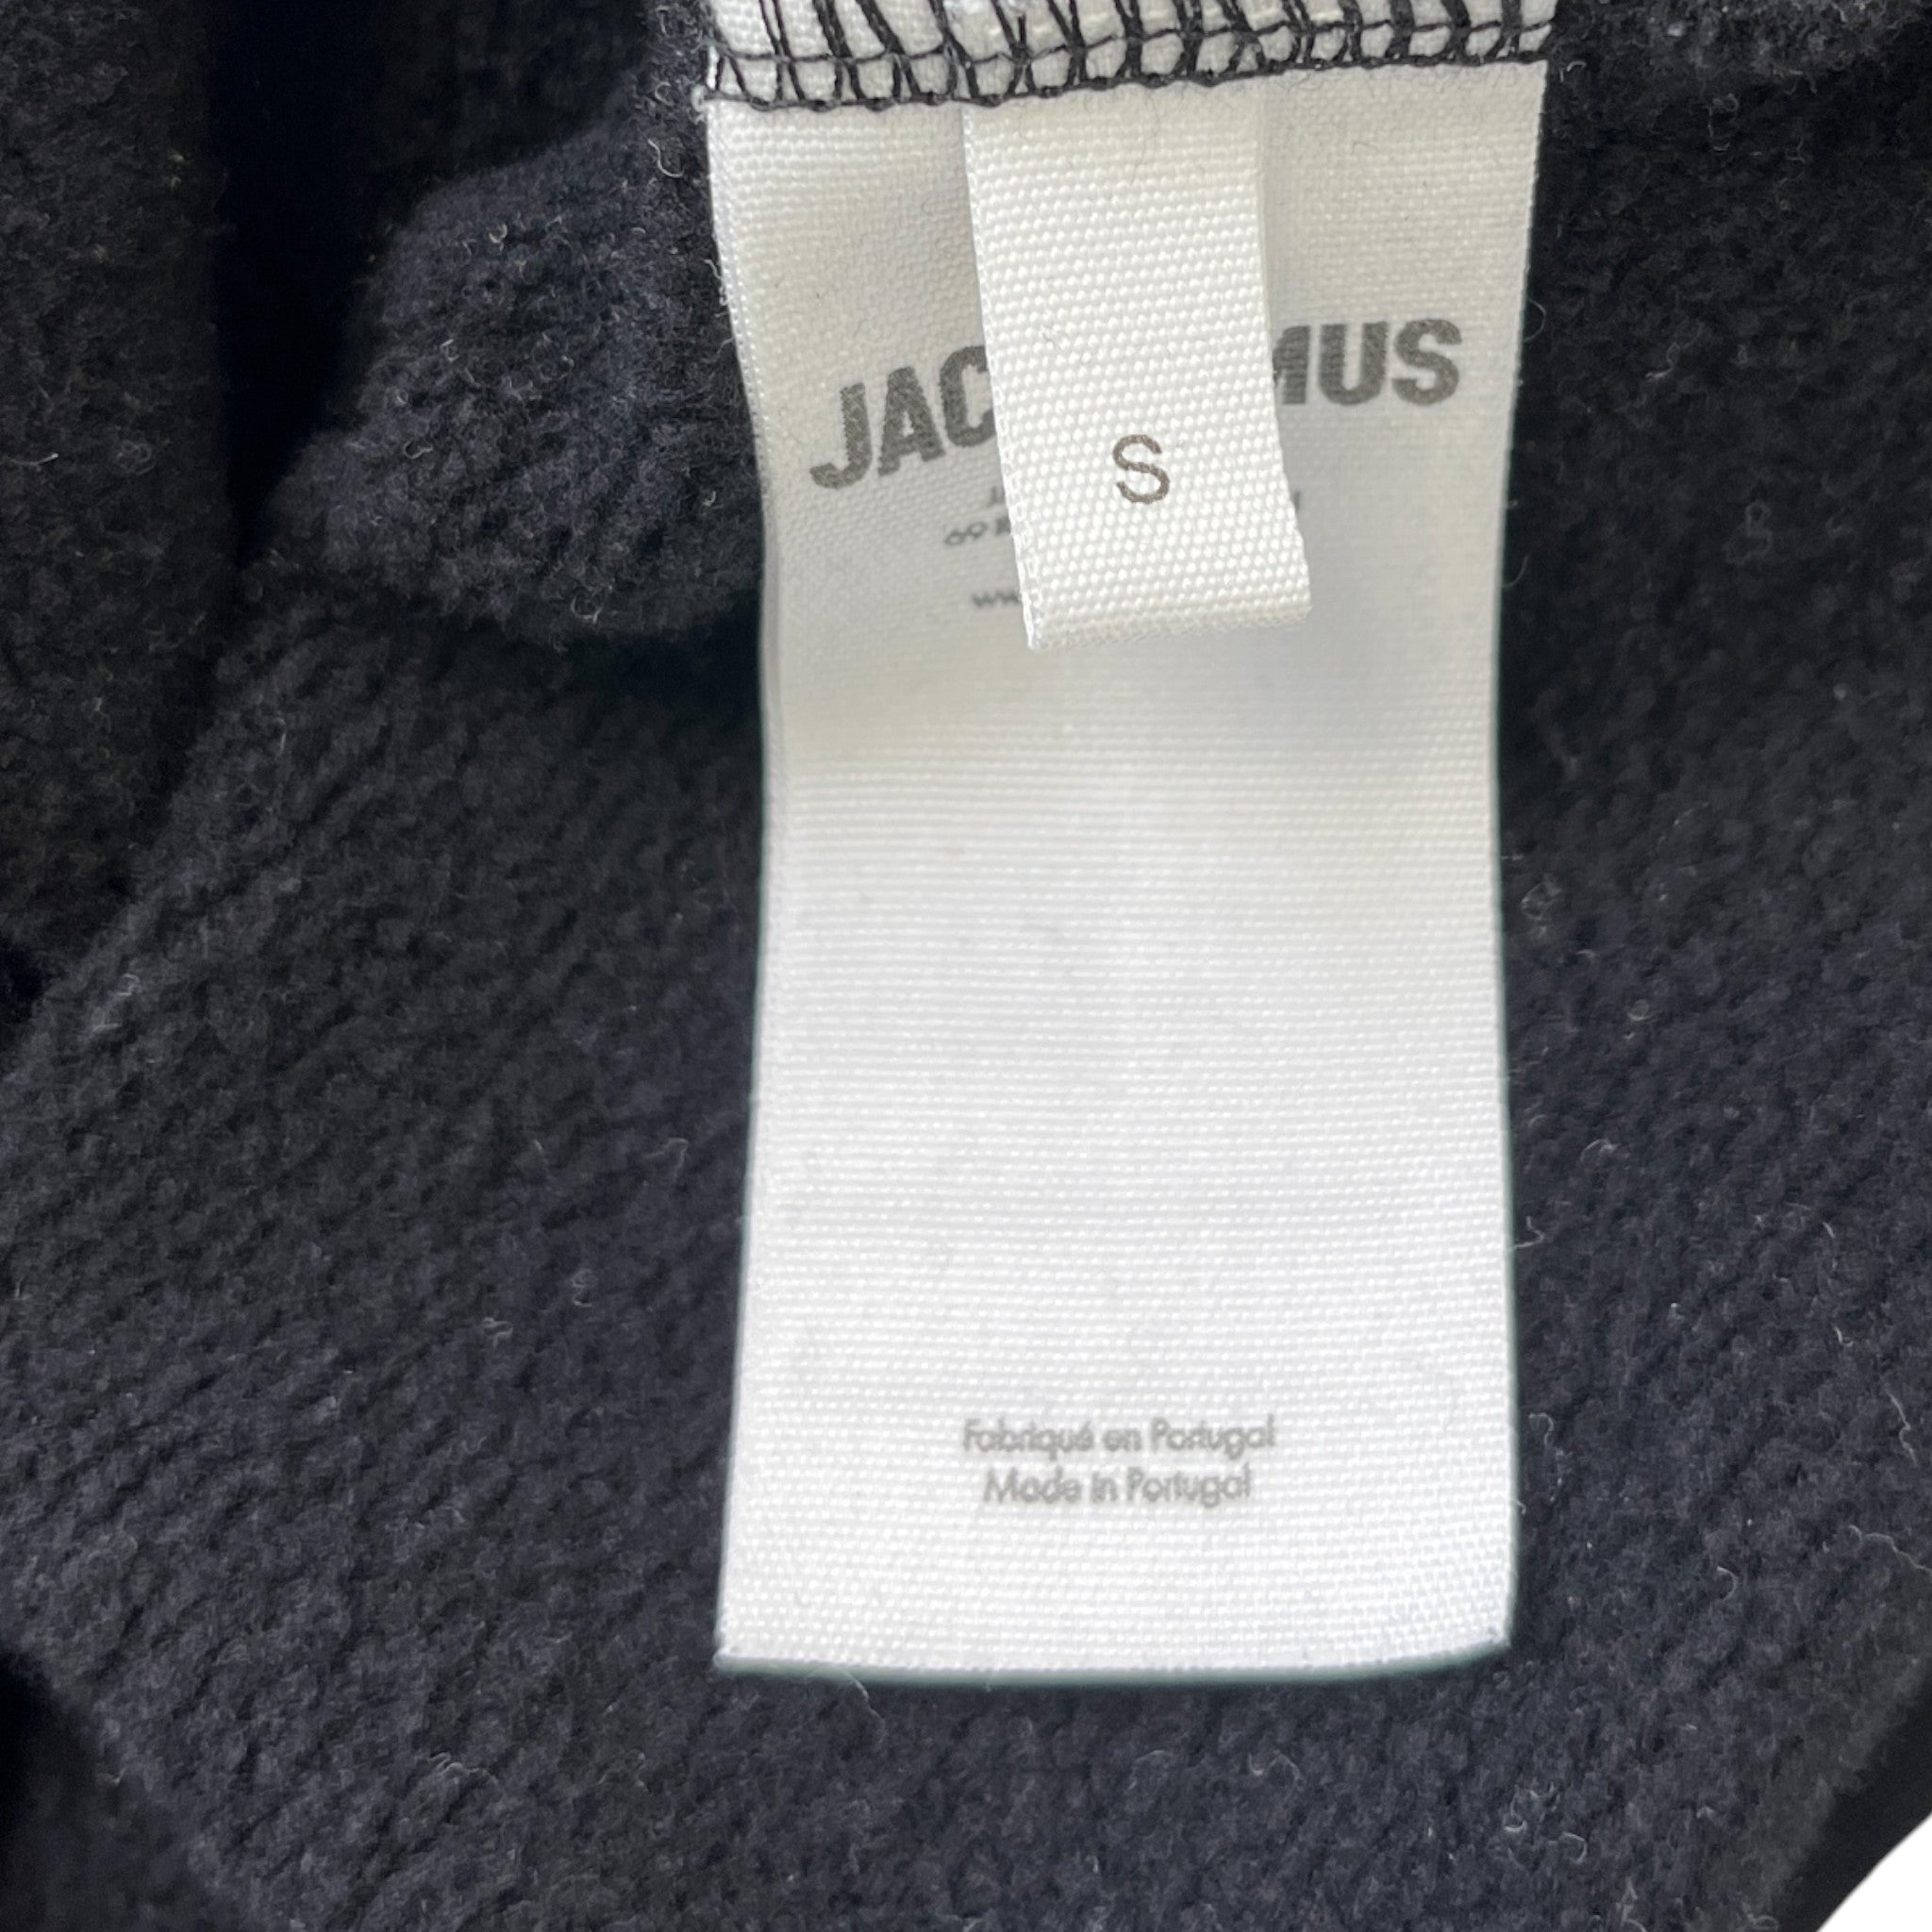 JAC MUS
S
Fabriqué en Portugal
Made in Portugal